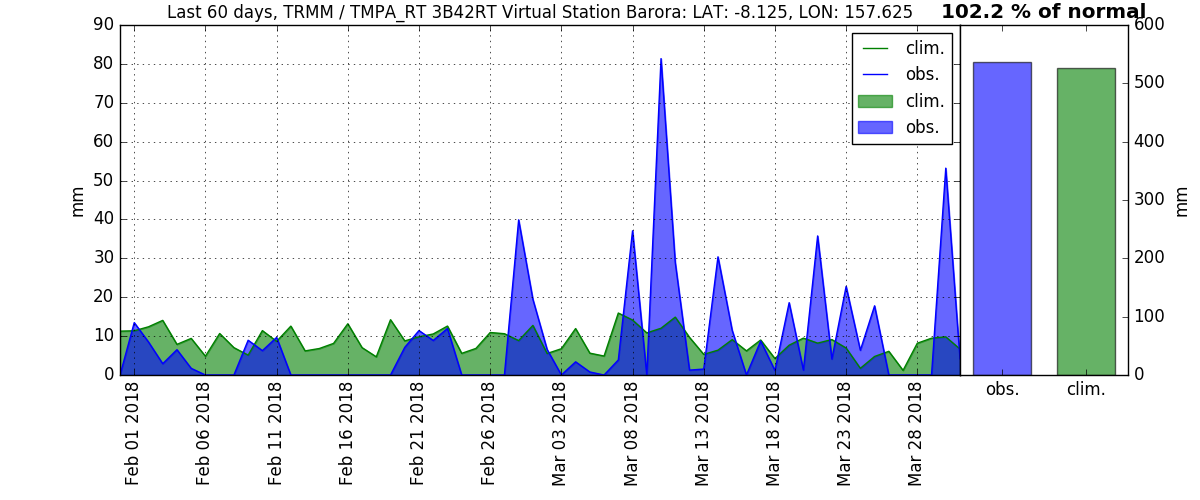 Last 60 days, TRMM / TMPA_RT 3B42RT Virtual Station Barora: LAT: -8.125, LON: 157.625
102.2 % of normal
90
80
70
60
50
40
30
20
10
0
mm
clim.
obs.
clim.
obs.
600
500
400
300
200
100
0
mm
obs.
clim.
Feb 01 2018
Feb 06 2018
Feb 11 2018
Feb 16 2018
Feb 21 2018
Feb 26 2018
Mar 03 2018
Mar 08 2018
Mar 13 2018
Mar 18 2018
Mar 23 2018
Mar 28 2018